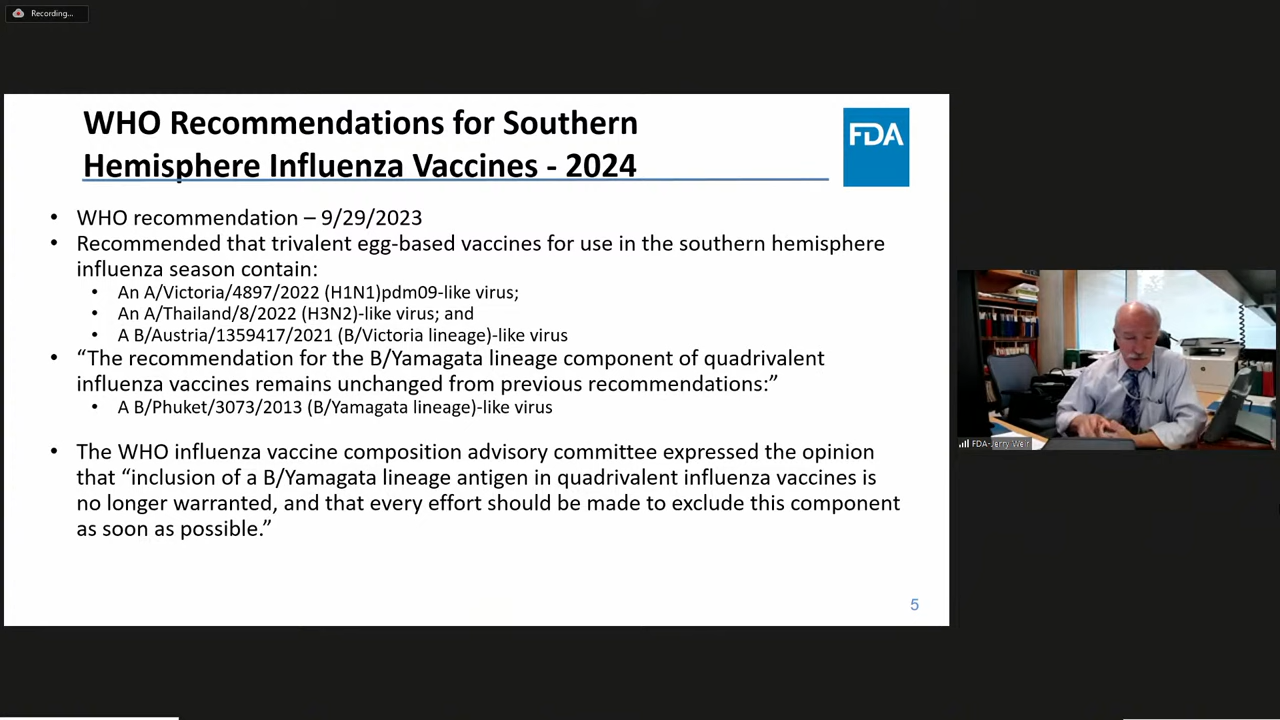 Recording...
WHO Recommendations for Southern
Hemisphere Influenza Vaccines - 2024
FDA
• WHO recommendation – 9/29/2023
• Recommended that trivalent egg-based vaccines for use in the southern hemisphere
influenza season contain:
• An A/Victoria/4897/2022 (H1N1)pdm09-like virus;
• An A/Thailand/8/2022 (H3N2)-like virus; and
• A B/Austria/1359417/2021 (B/Victoria lineage)-like virus
• “The recommendation for the B/Yamagata lineage component of quadrivalent
influenza vaccines remains unchanged from previous recommendations:”
• A B/Phuket/3073/2013 (B/Yamagata lineage)-like virus
• The WHO influenza vaccine composition advisory committee expressed the opinion
that “inclusion of a B/Yamagata lineage antigen in quadrivalent influenza vaccines is
no longer warranted, and that every effort should be made to exclude this component
as soon as possible.”
5
FDA-Jerry Weir